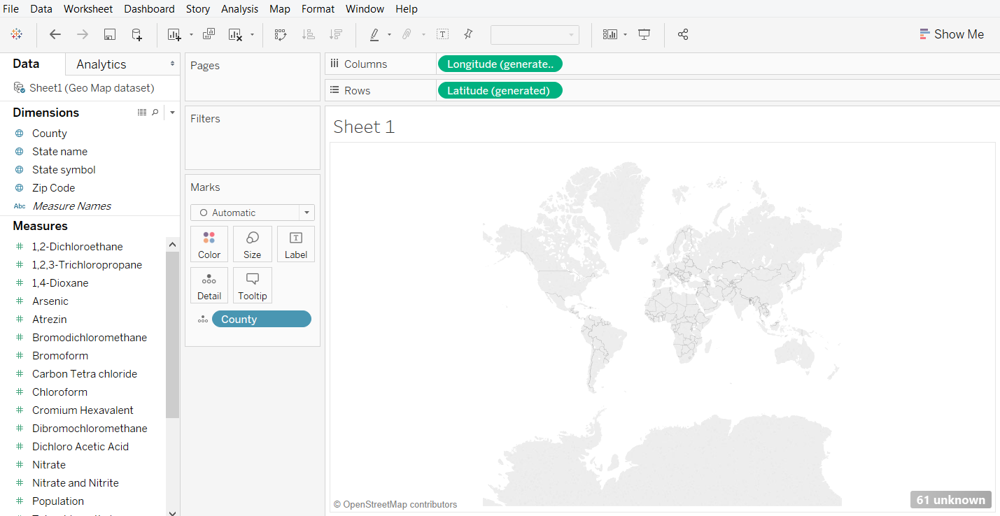 File Data Worksheet Dashboard Story Analysis Map Format Window Help
T
Show Me
Data Analytics
Sheet1 (Geo Map dataset)
Dimensions
County
State name
State symbol
Zip Code
Abc Measure Names
Measures
# 1,2-Dichloroethane
# 1,2,3-Trichloropropane
# 1,4-Dioxane
# Arsenic
# Atrezin
# Bromodichloromethane
# Bromoform
# Carbon Tetra chloride
# Chloroform
# Cromium Hexavalent
# Dibromochloromethane
# Dichloro Acetic Acid
# Nitrate
# Nitrate and Nitrite
# Population
Pages
Filters
Marks
Automatic
Color Size T Label
Detail Tooltip
County
Columns Longitude (generate..
Rows Latitude (generated)
Sheet 1
© OpenStreetMap contributors
61 unknown